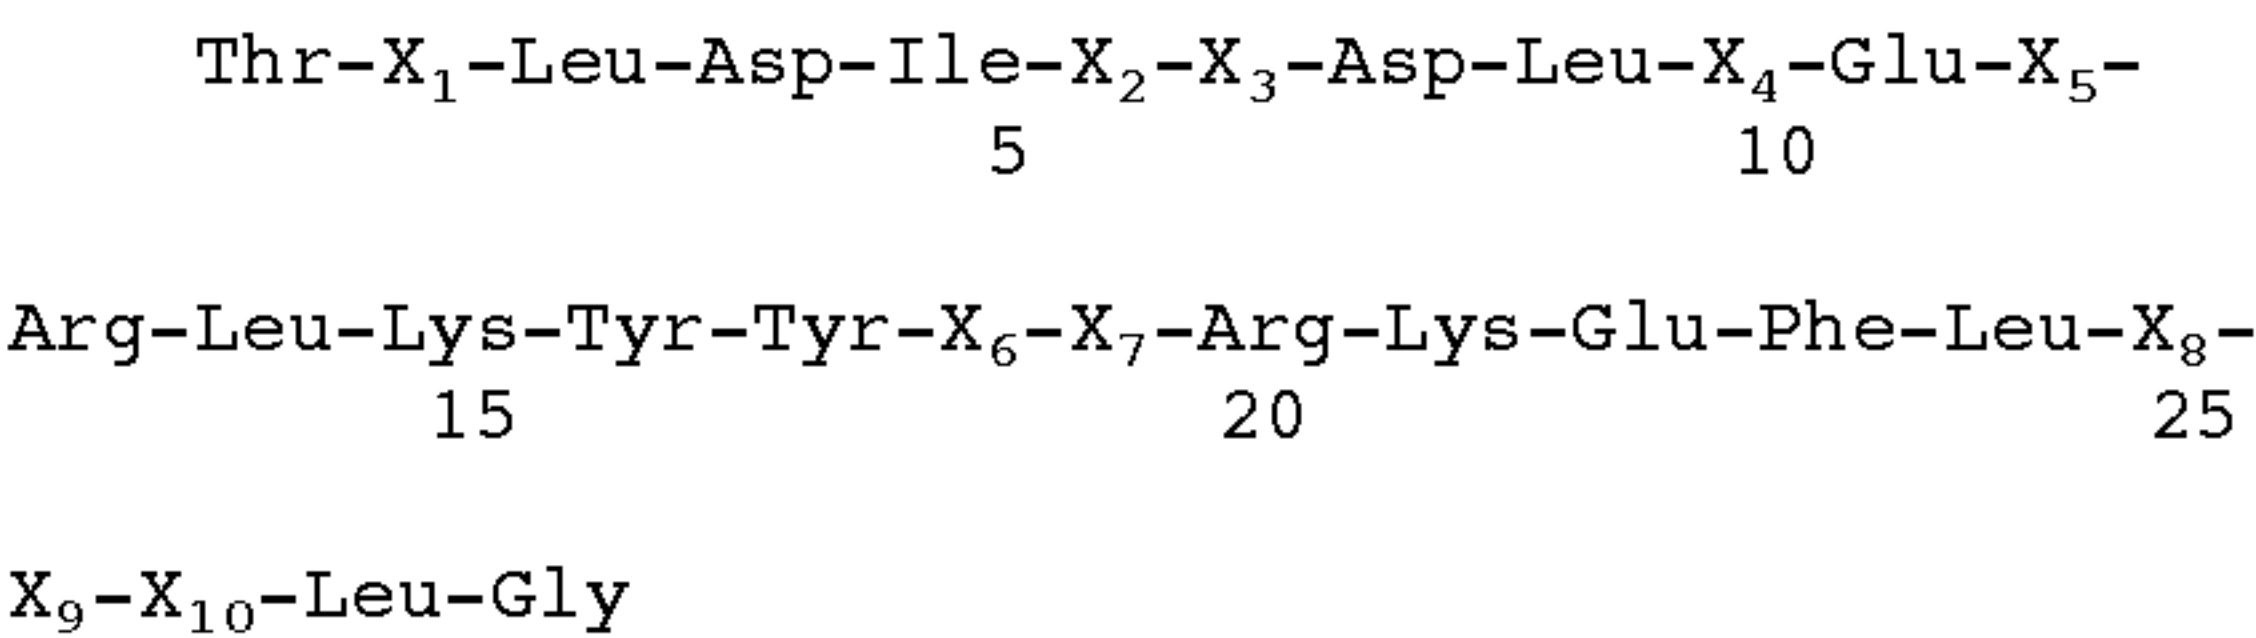 Thr-X₁-Leu-Asp-Ile-X₂-X₃-Asp-Leu-X₄-Glu-X₅-
5 10
Arg-Leu-Lys-Tyr-Tyr-X₆-X₇-Arg-Lys-Glu-Phe-Leu-X₈-
15 20 25
X₉-X₁₀-Leu-Gly